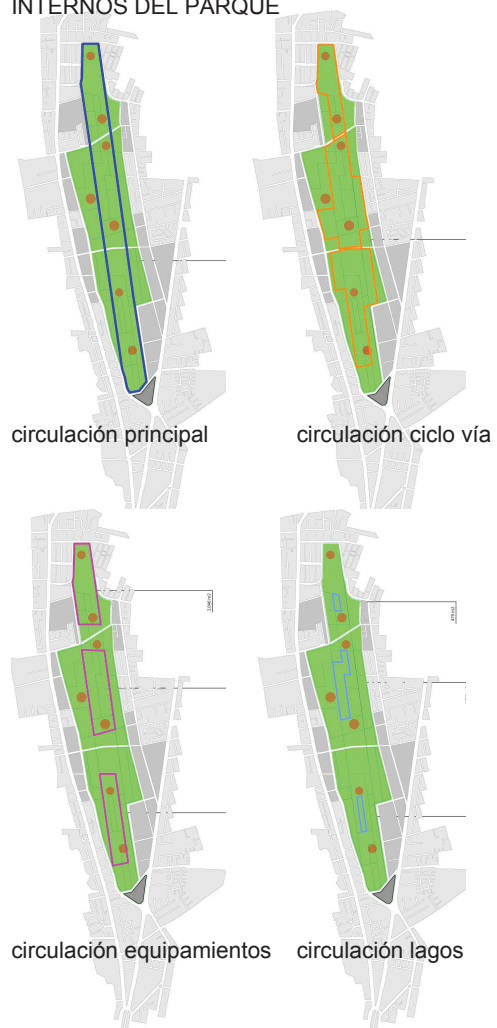 INTERNOS DEL PARQUE
circulación principal
circulación ciclo vía
circulación equipamientos
circulación lagos